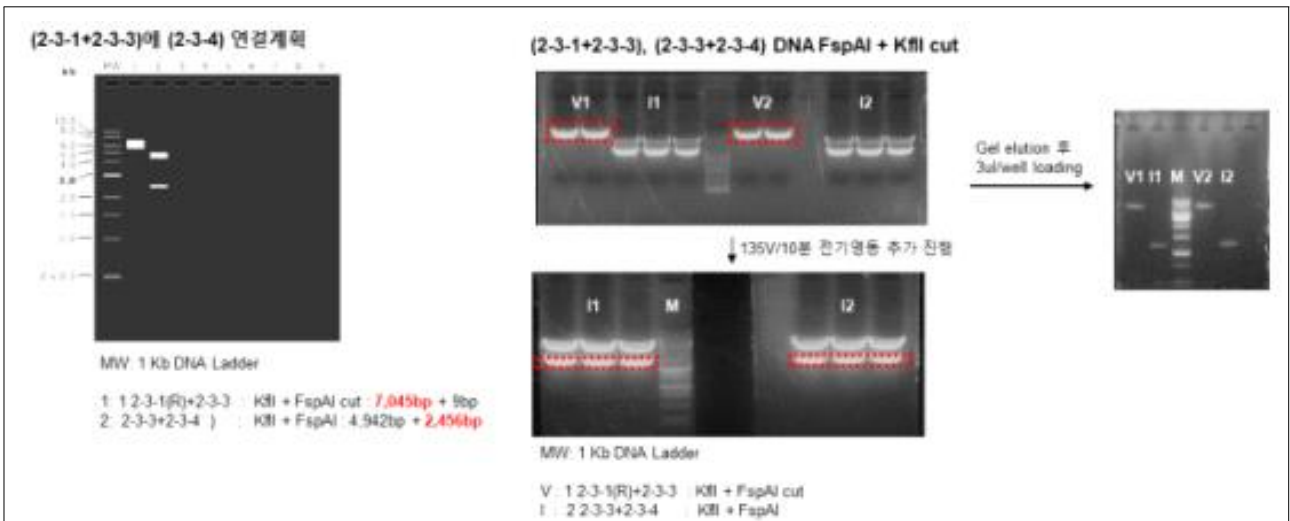 (2-3-1+2-3-3)에 (2-3-4) 연결계획
MW: 1 Kb DNA Ladder
1: 1 2-3-1(R)+2-3-3 : KflI + FspAI cut : 7,045bp + 9bp
2: 2-3-3+2-3-4 ) : KflI + FspAI : 4,942bp + 2,456bp
(2-3-1+2-3-3), (2-3-3+2-3-4) DNA FspAI + KflI cut
V1 I1 V2 I2
135V/10분 전기영동 추가 진행
I1 M I2
MW: 1 Kb DNA Ladder
V : 1 2-3-1(R)+2-3-3 : KflI + FspAI cut
I : 2 2-3-3+2-3-4 : KflI + FspAI
Gel elution 후
3ul/well loading
V1 I1 M V2 I2